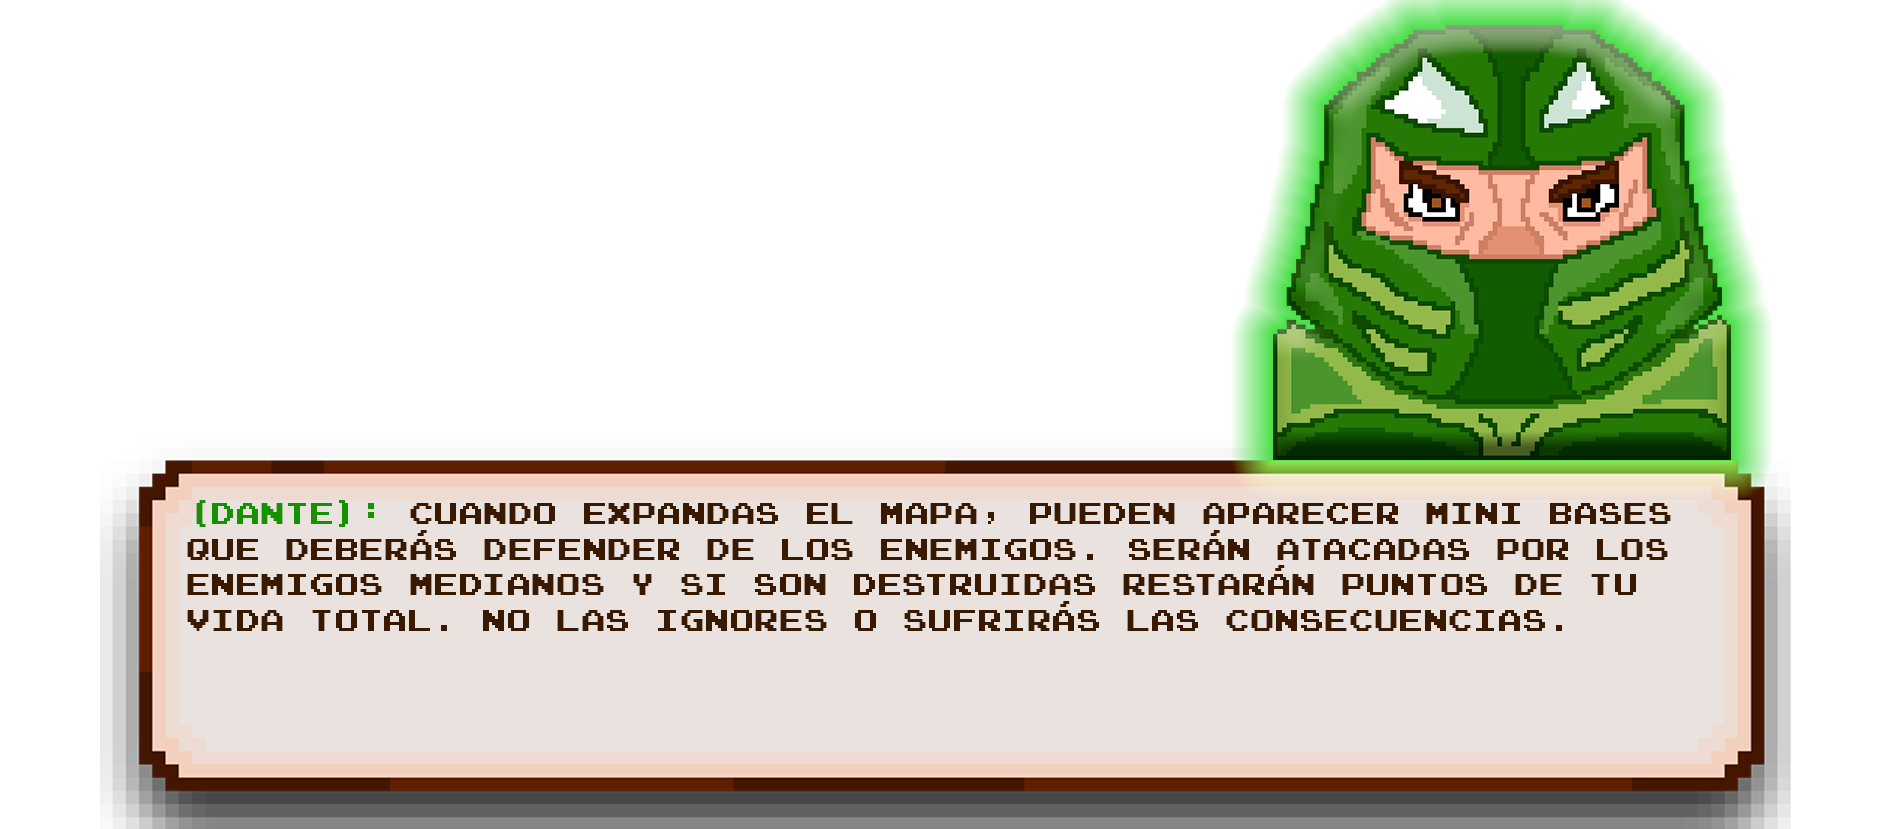 (DANTE): CUANDO EXPANDAS EL MAPA, PUEDEN APARECER MINI BASES
QUE DEBERÁS DEFENDER DE LOS ENEMIGOS. SERÁN ATACADAS POR LOS
ENEMIGOS MEDIANOS Y SI SON DESTRUIDAS RESTARÁN PUNTOS DE TU
VIDA TOTAL. NO LAS IGNORES O SUFRIRÁS LAS CONSECUENCIAS.